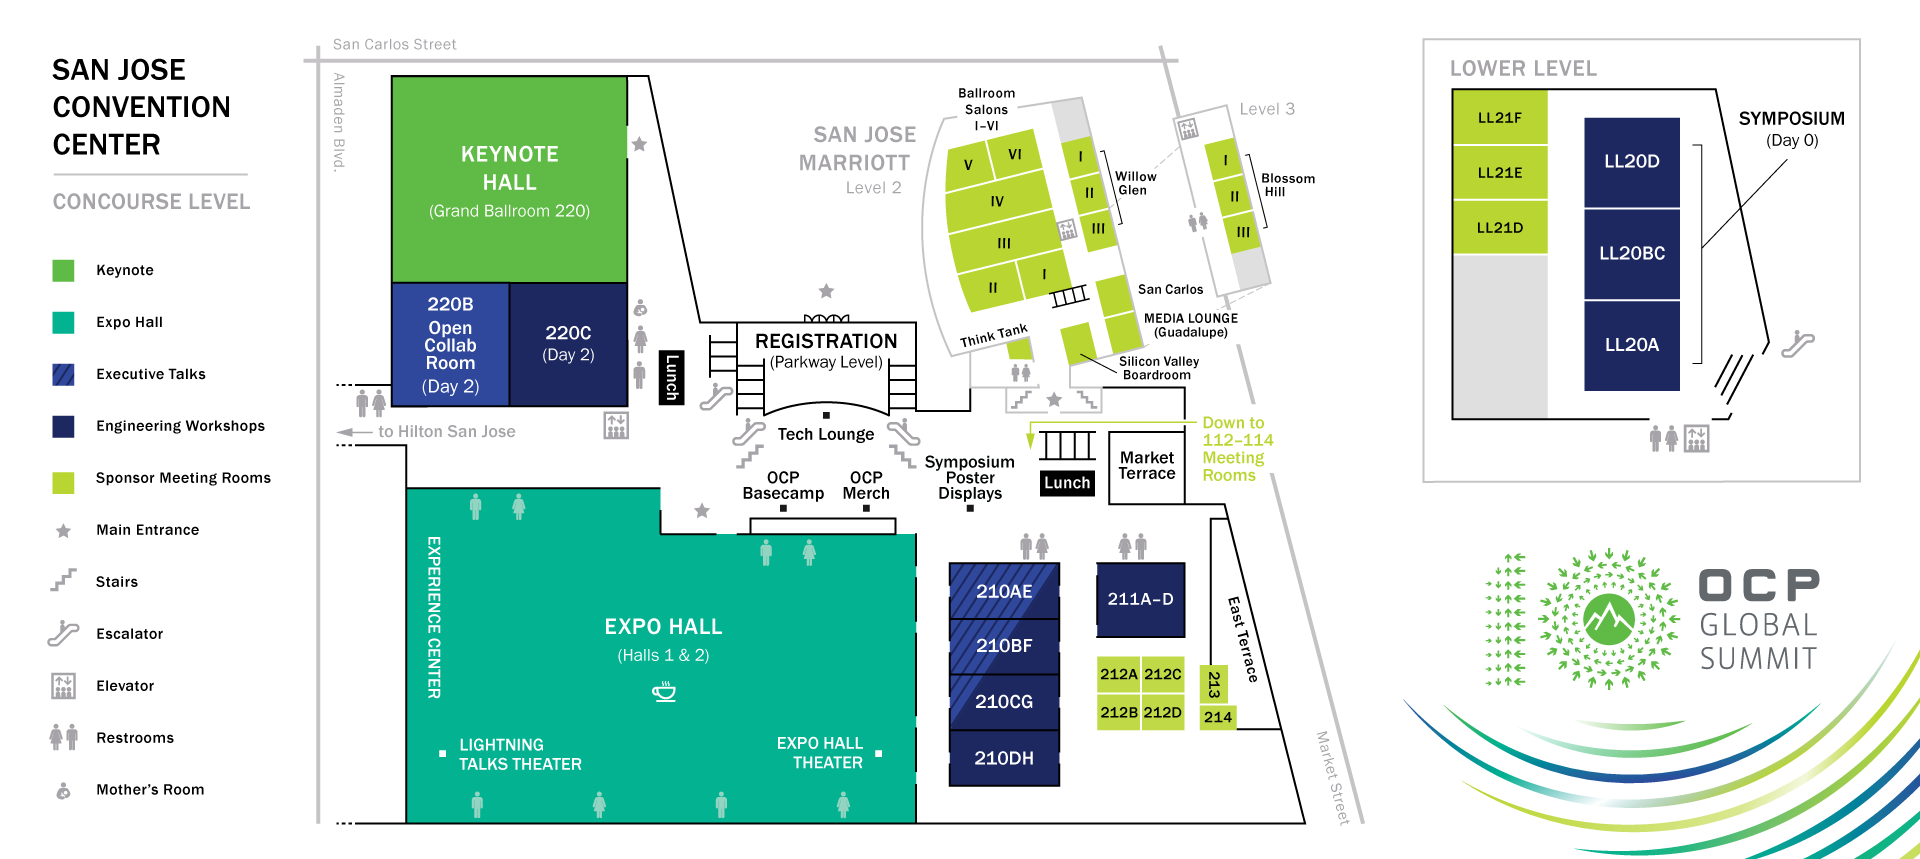 SAN JOSE
CONVENTION
CENTER
CONCOURSE LEVEL
Keynote
Expo Hall
Executive Talks
Engineering Workshops
Sponsor Meeting Rooms
Main Entrance
Stairs
Escalator
Elevator
Restrooms
Mother's Room
San Carlos Street
Almaden Blvd.
KEYNOTE
HALL
(Grand Ballroom 220)
220B
Open
Collab
Room
(Day 2)
220C
(Day 2)
Lunch
to Hilton San Jose
REGISTRATION
(Parkway Level)
Tech Lounge
OCP
Basecamp
OCP
Merch
Symposium
Poster
Displays
Lunch
Market
Terrace
Down to
112–114
Meeting
Rooms
SAN JOSE
MARRIOTT
Level 2
Ballroom
Salons
I–VI
V
VI
IV
III
II
I
I
II
III
Willow
Glen
Level 3
I
II
III
Blossom
Hill
San Carlos
MEDIA LOUNGE
(Guadalupe)
Silicon Valley
Boardroom
Think Tank
EXPERIENCE CENTER
EXPO HALL
(Halls 1 & 2)
LIGHTNING
TALKS THEATER
EXPO HALL
THEATER
210AE
210BF
210CG
210DH
211A–D
212A
212C
212B
212D
213
214
East Terrace
Market Street
LOWER LEVEL
LL21F
LL21E
LL21D
LL20D
LL20BC
LL20A
SYMPOSIUM
(Day 0)
OCP
GLOBAL
SUMMIT